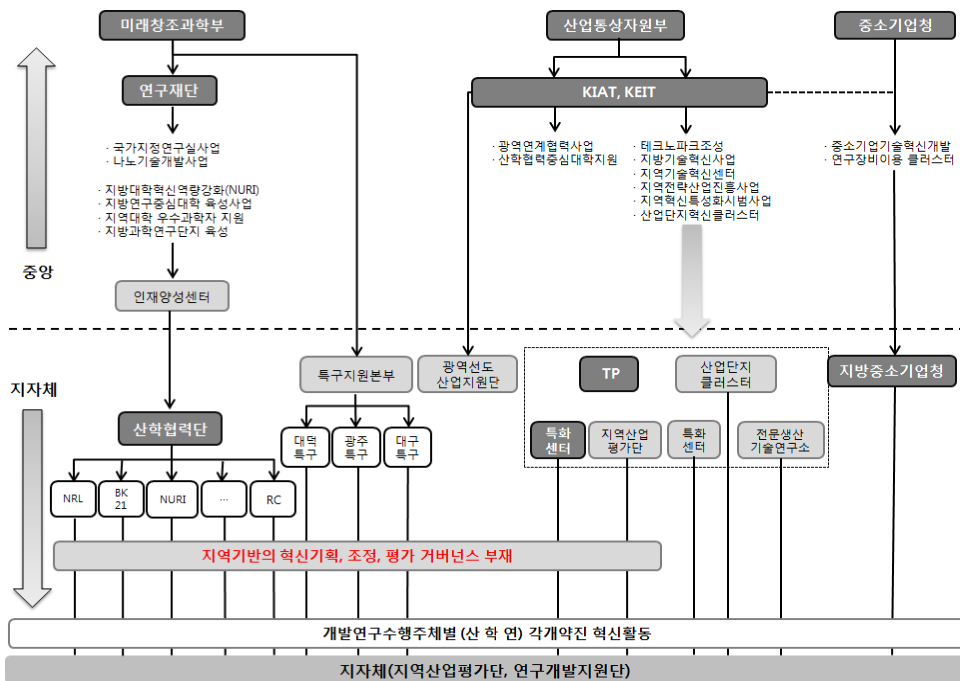 미래창조과학부
산업통상자원부
중소기업청
연구재단
KIAT, KEIT
· 국가지정연구실사업
· 나노기술개발사업
· 지방대학혁신역량강화(NURI)
· 지방연구중심대학 육성사업
· 지역대학 우수과학자 지원
· 지방과학연구단지 육성
· 광역연계협력사업
· 산학협력중심대학지원
· 테크노파크조성
· 지방기술혁신사업
· 지역기술혁신센터
· 지역전략산업진흥사업
· 지역혁신특성화시범사업
· 산업단지혁신클러스터
· 중소기업기술혁신개발
· 연구장비이용 클러스터
중앙
인재양성센터
지자체
특구지원본부
광역선도
산업지원단
TP
산업단지
클러스터
지방중소기업청
산학협력단
대덕
특구
광주
특구
대구
특구
특화
센터
지역산업
평가단
특화
센터
전문생산
기술연구소
NRL
BK
21
NURI
...
RC
지역기반의 혁신기획, 조정, 평가 거버넌스 부재
개발연구수행주체별 (산 학 연) 각개약진 혁신활동
지자체(지역산업평가단, 연구개발지원단)